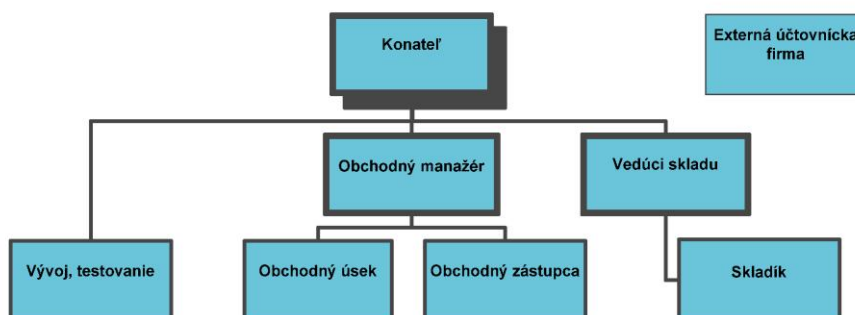 Konateľ
Externá účtovnícka
firma
Obchodný manažér
Vedúci skladu
Vývoj, testovanie
Obchodný úsek
Obchodný zástupca
Skladík